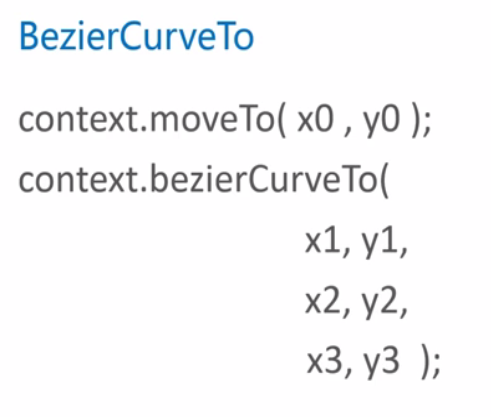 BezierCurveTo
context.moveTo( x0 , y0 );
context.bezierCurveTo(
x1, y1,
x2, y2,
x3, y3 );